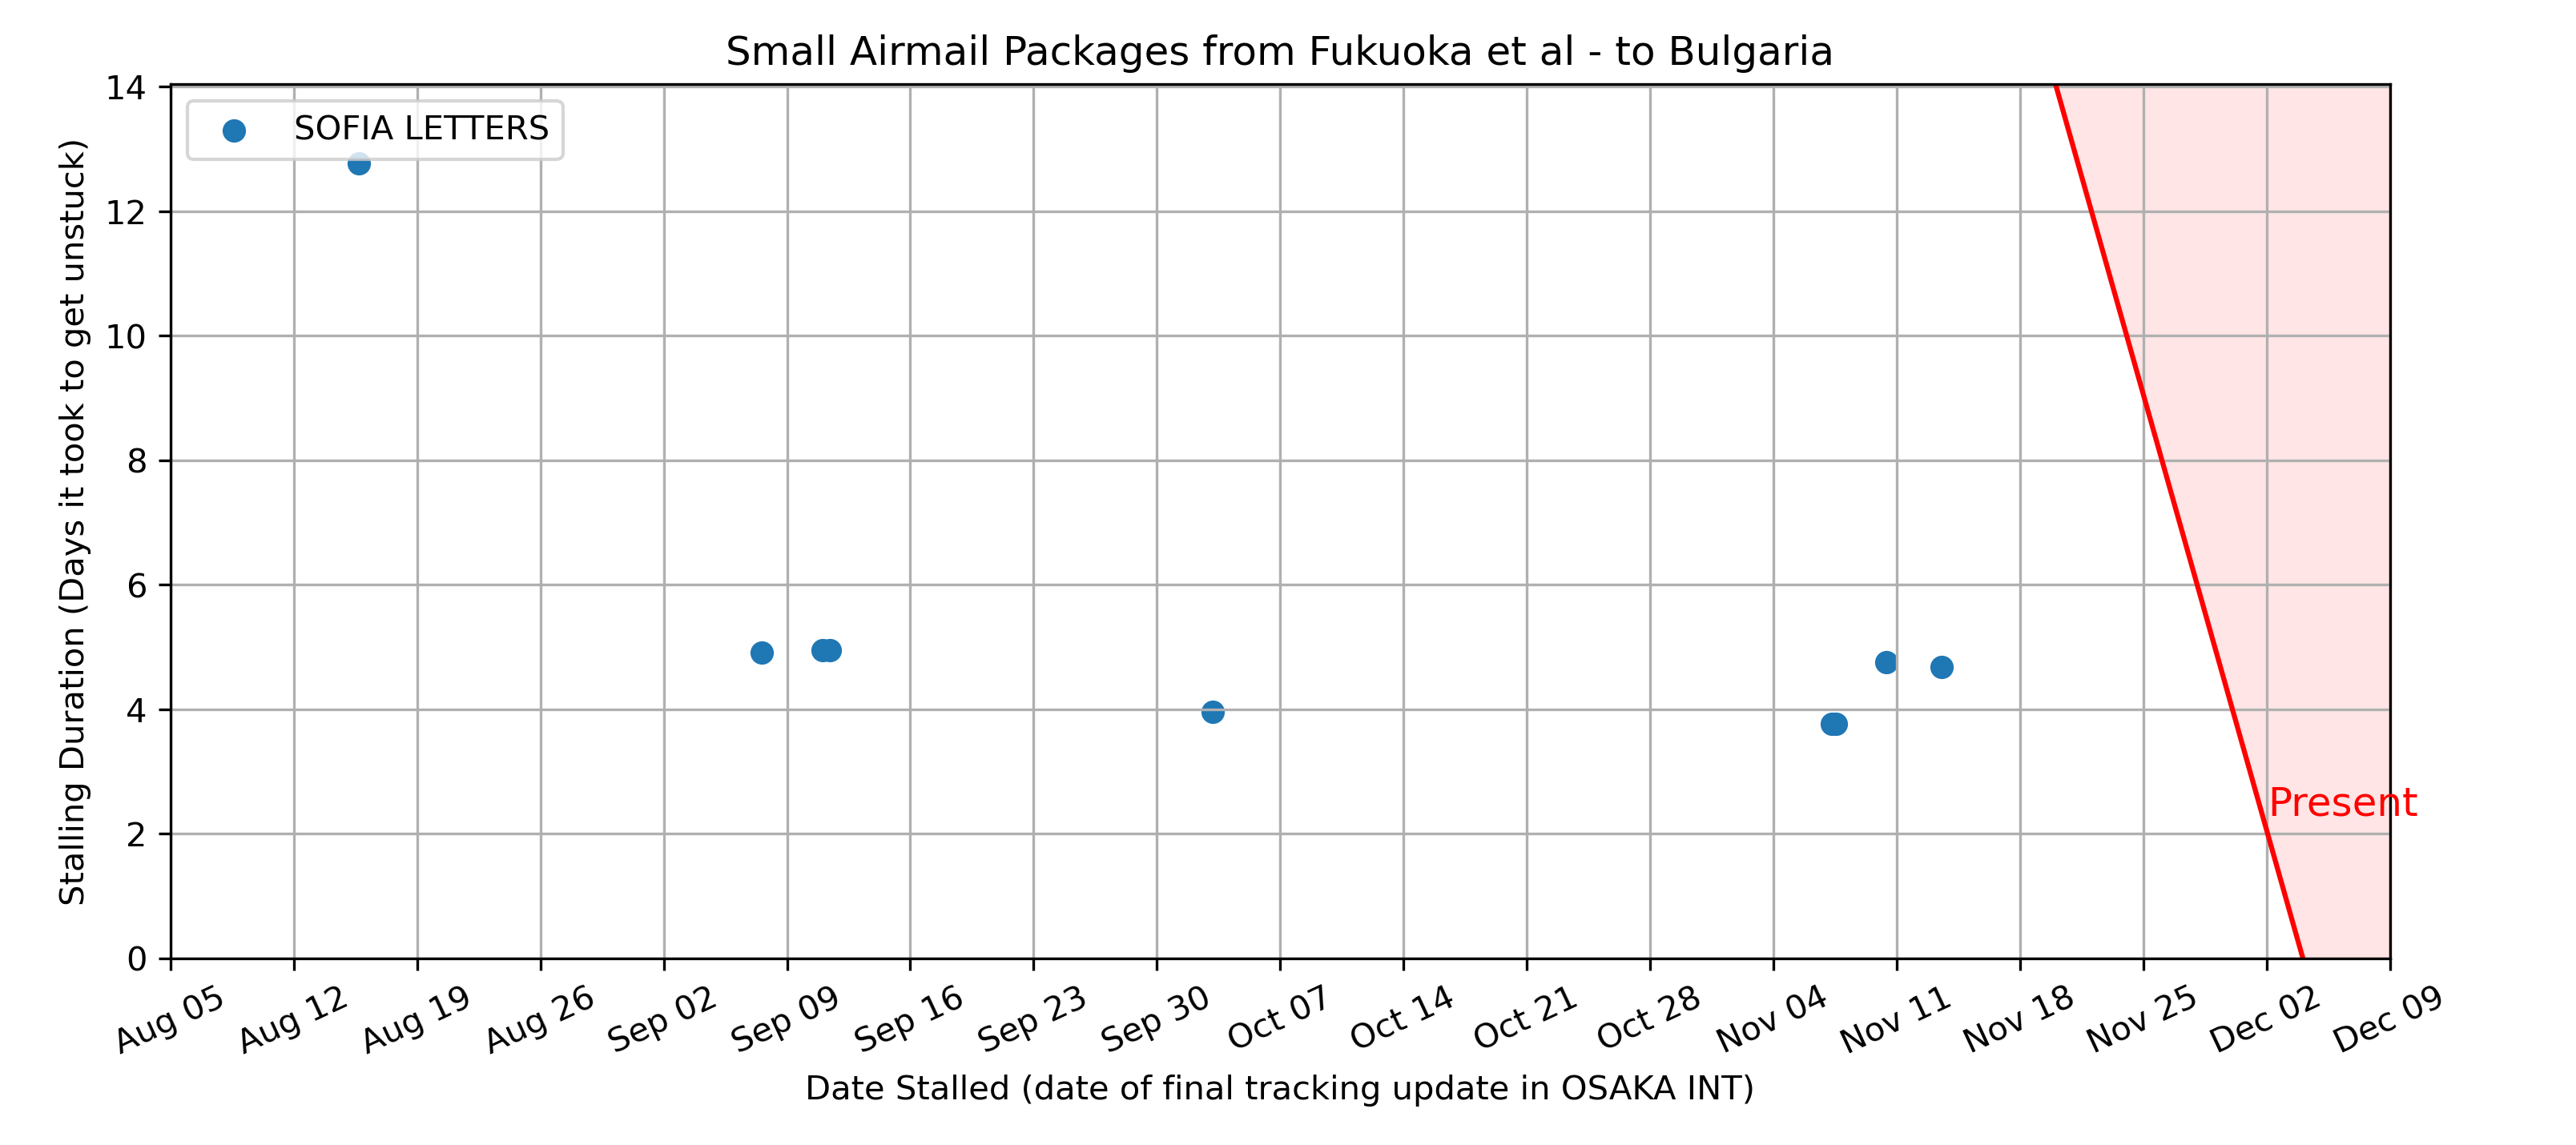 Small Airmail Packages from Fukuoka et al - to Bulgaria
SOFIA LETTERS
Stalling Duration (Days it took to get unstuck)
14
12
10
8
6
4
2
0
Present
Aug 05
Aug 12
Aug 19
Aug 26
Sep 02
Sep 09
Sep 16
Sep 23
Sep 30
Oct 07
Oct 14
Oct 21
Oct 28
Nov 04
Nov 11
Nov 18
Nov 25
Dec 02
Dec 09
Date Stalled (date of final tracking update in OSAKA INT)